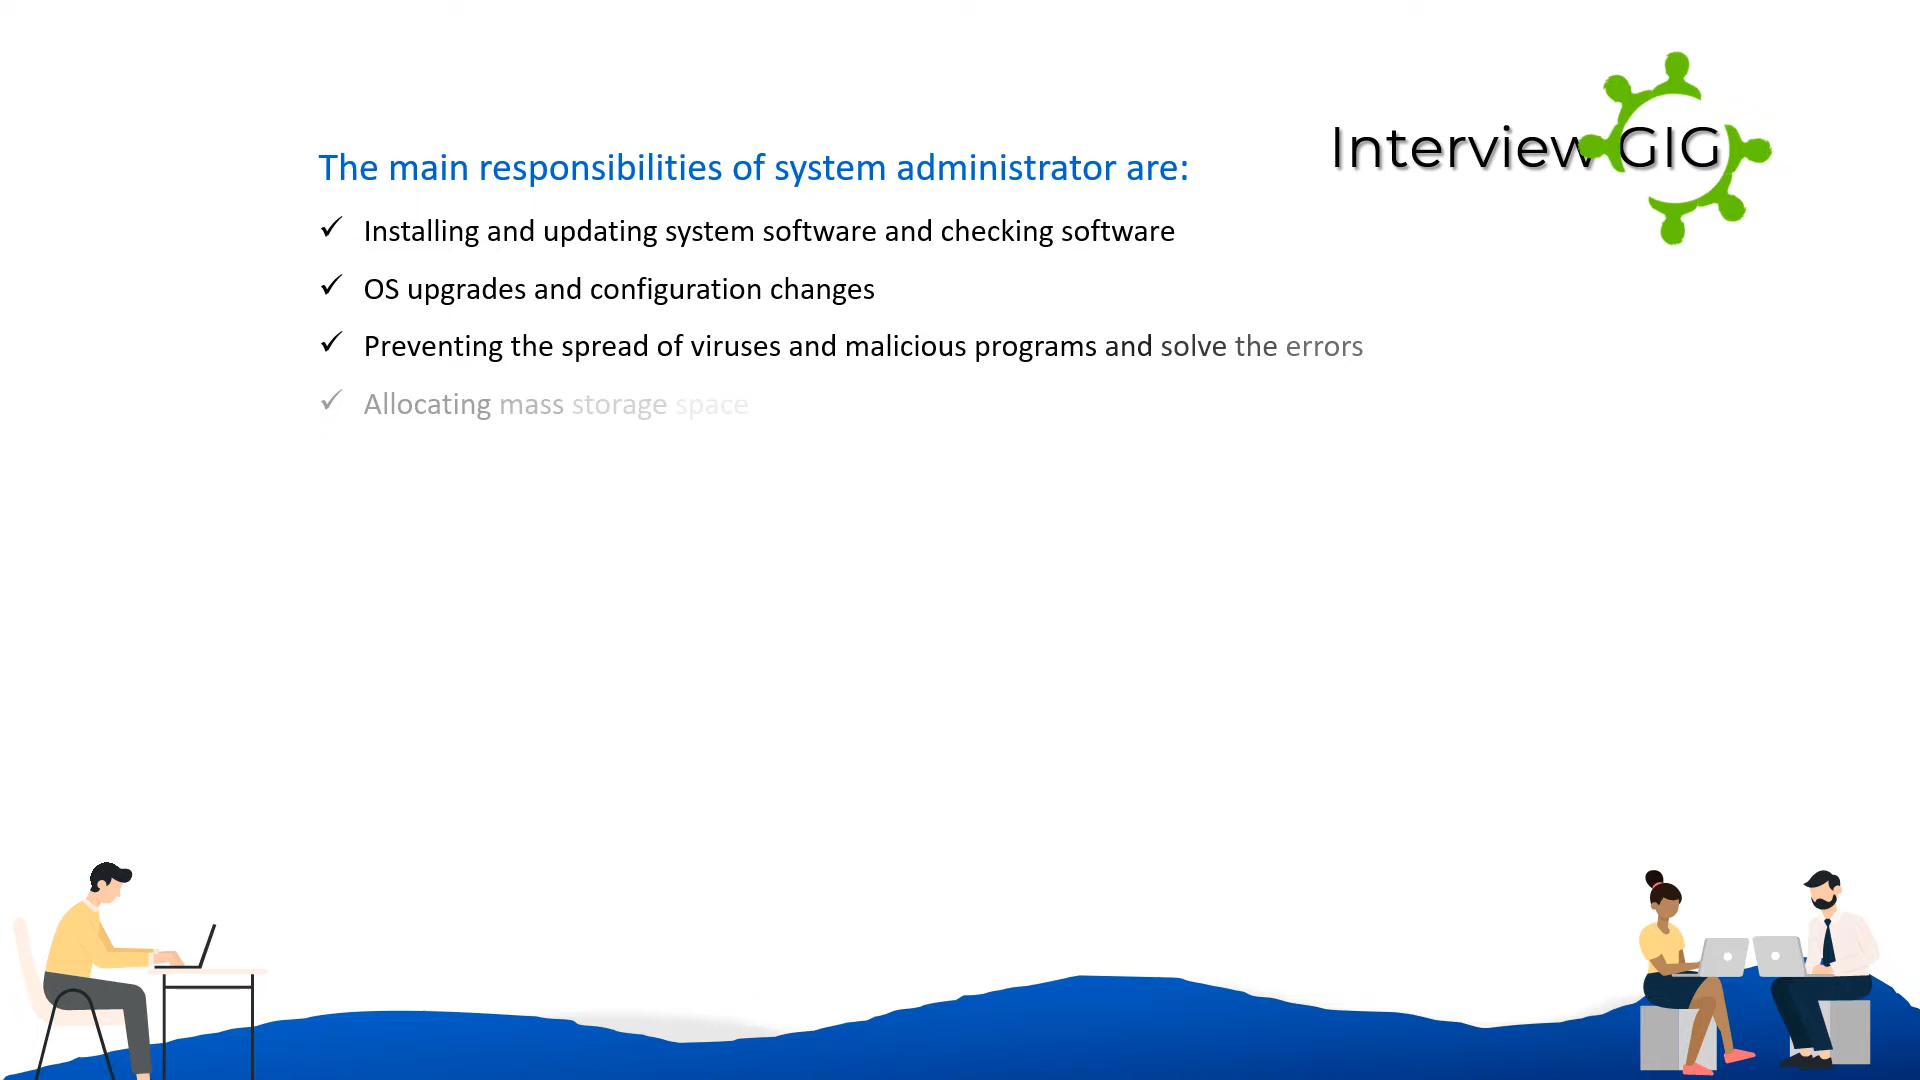 Interview GIG
The main responsibilities of system administrator are:
✓ Installing and updating system software and checking software
✓ OS upgrades and configuration changes
✓ Preventing the spread of viruses and malicious programs and solve the errors
✓ Allocating mass storage space